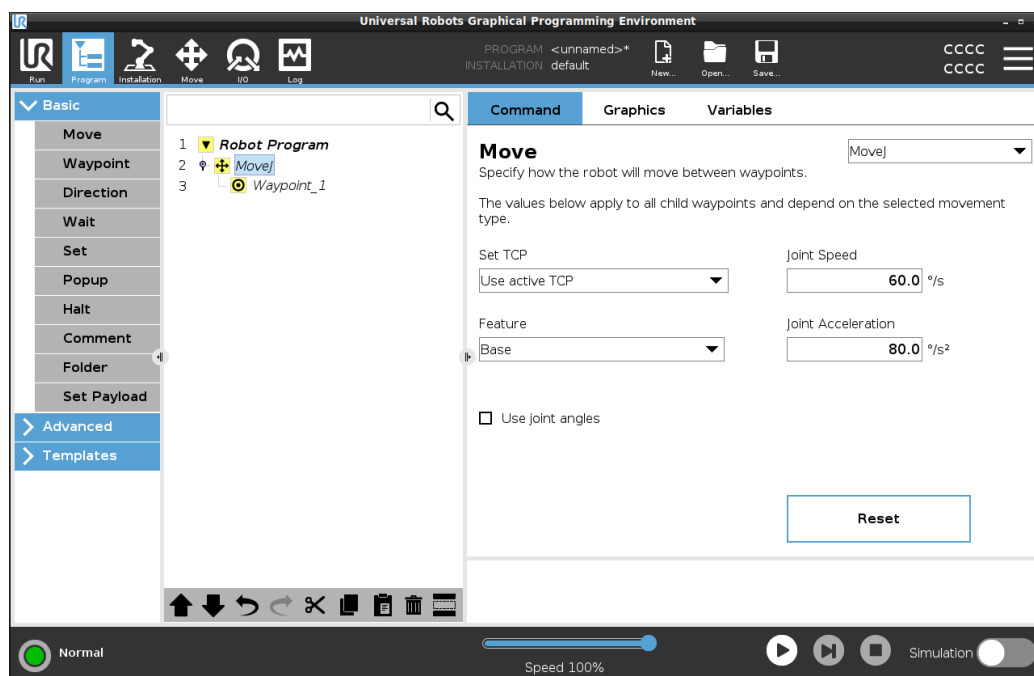 UR
Universal Robots Graphical Programming Environment
UR
Run
Program
Installation
Move
I/O
Log
PROGRAM <unnamed>*
INSTALLATION default
New...
Open...
Save...
CCCC
CCCC
Basic
Move
Waypoint
Direction
Wait
Set
Popup
Halt
Comment
Folder
Set Payload
Advanced
Templates
1 Robot Program
2 MoveJ
3 Waypoint_1
Command
Graphics
Variables
Move
MoveJ
Specify how the robot will move between waypoints.
The values below apply to all child waypoints and depend on the selected movement
type.
Set TCP
Joint Speed
Use active TCP
60.0 °/s
Feature
Joint Acceleration
Base
80.0 °/s²
Use joint angles
Reset
Normal
Speed 100%
Simulation